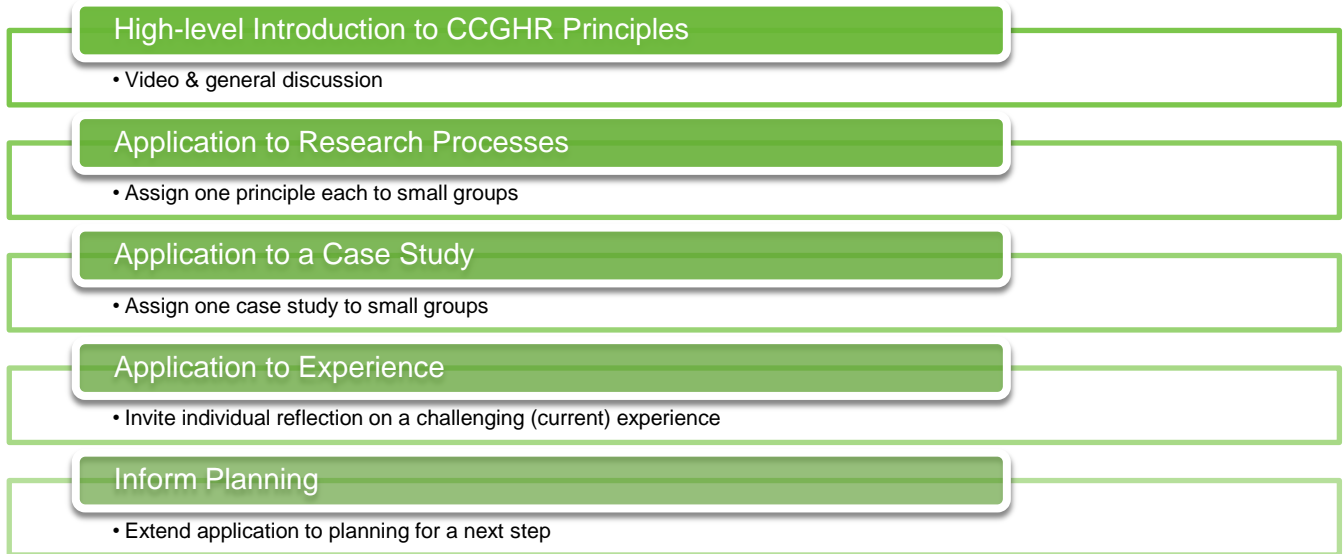 High-level Introduction to CCGHR Principles
• Video & general discussion
Application to Research Processes
• Assign one principle each to small groups
Application to a Case Study
• Assign one case study to small groups
Application to Experience
• Invite individual reflection on a challenging (current) experience
Inform Planning
• Extend application to planning for a next step